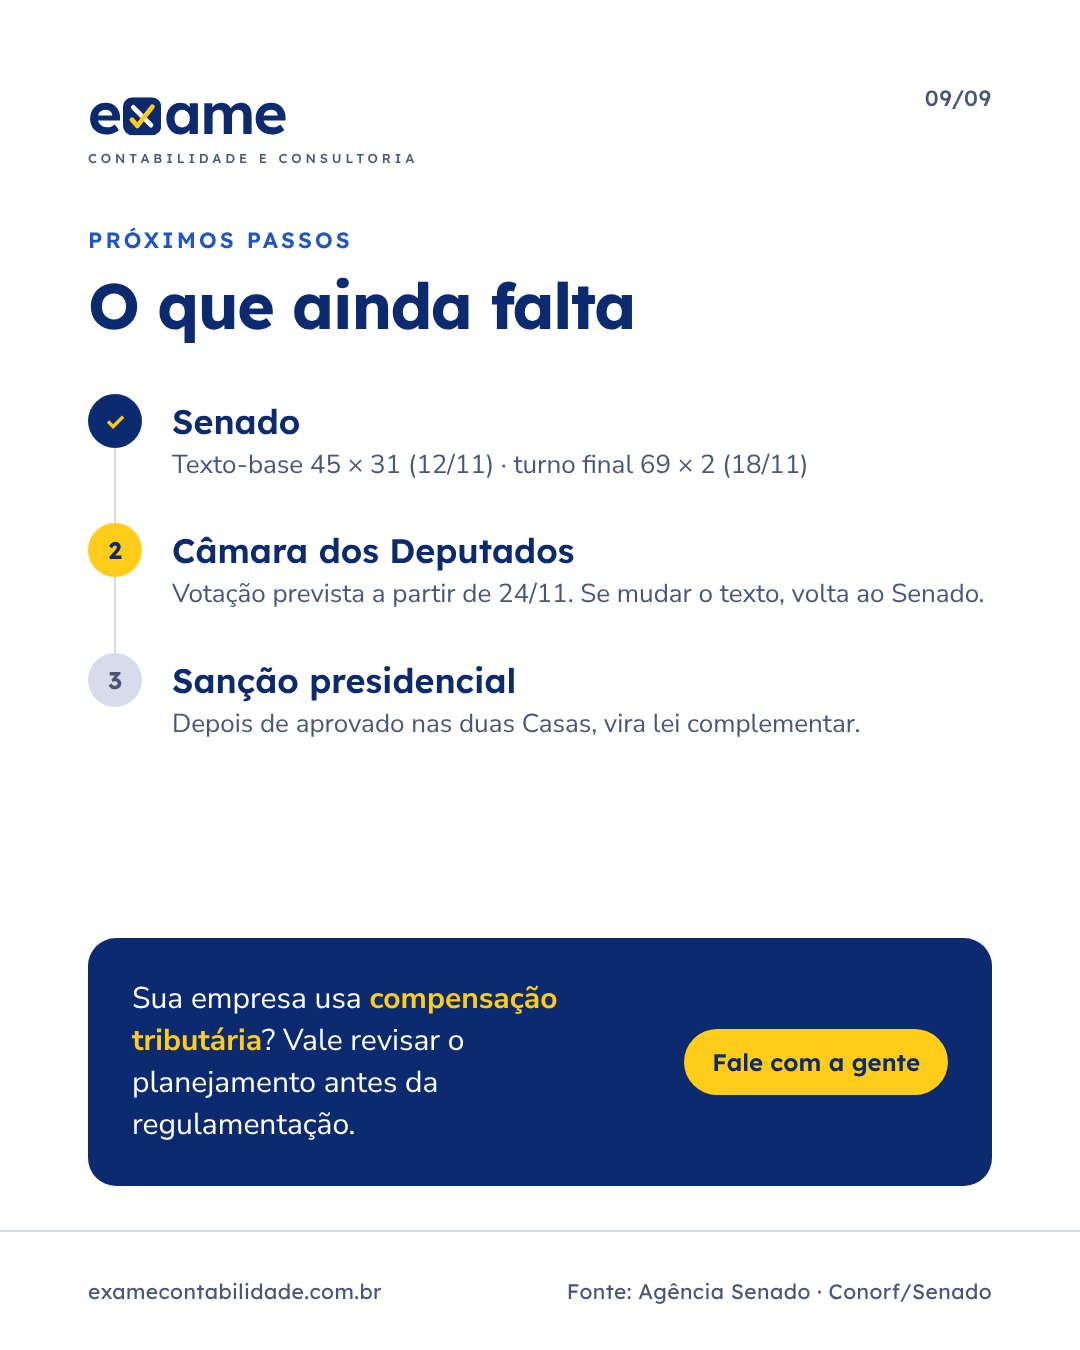 exame
CONTABILIDADE E CONSULTORIA
09/09
PRÓXIMOS PASSOS
O que ainda falta
Senado
Texto-base 45 × 31 (12/11) · turno final 69 × 2 (18/11)
2
Câmara dos Deputados
Votação prevista a partir de 24/11. Se mudar o texto, volta ao Senado.
3
Sanção presidencial
Depois de aprovado nas duas Casas, vira lei complementar.
Sua empresa usa compensação
tributária? Vale revisar o
planejamento antes da
regulamentação.
Fale com a gente
examecontabilidade.com.br
Fonte: Agência Senado · Conorf/Senado